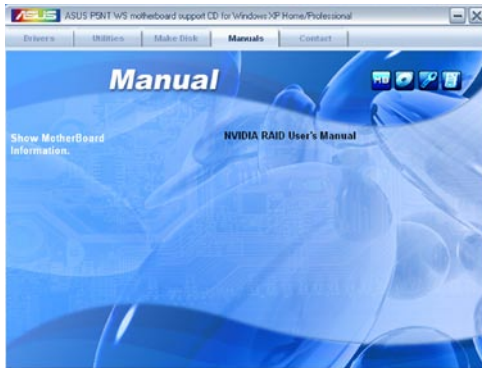 ASUS ASUS P5NT WS motherboard support CD for Windows XP Home/Professional
Drivers Utilities Make Disk Manuals Contact
Manual
Show MotherBoard
Information.
NVIDIA RAID User's Manual